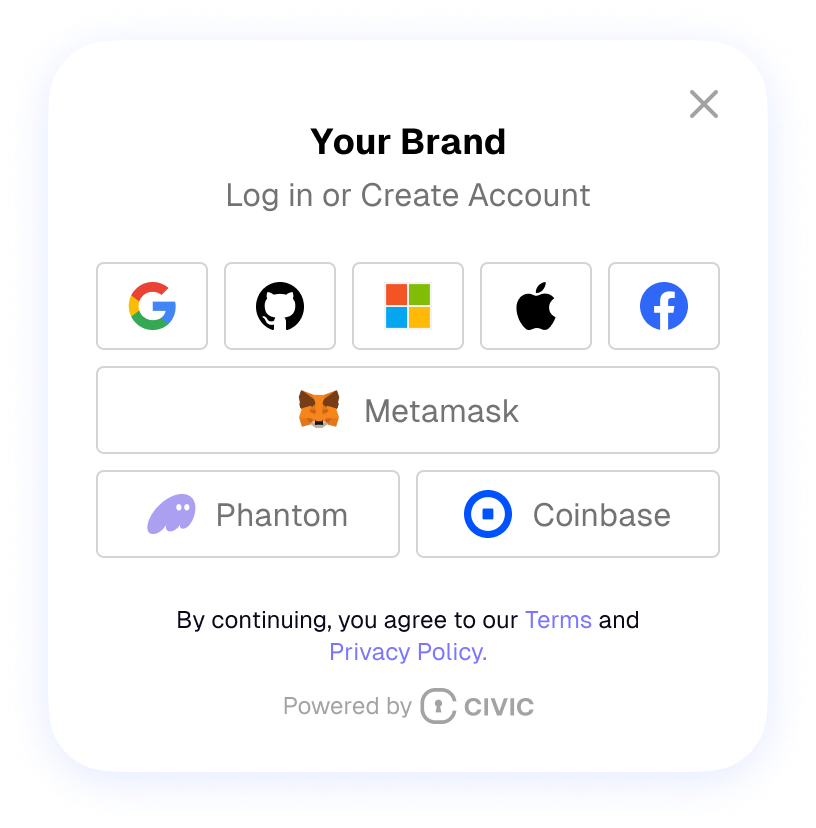 Your Brand
Log in or Create Account
Metamask
Phantom
Coinbase
By continuing, you agree to our Terms and
Privacy Policy.
Powered by CIVIC